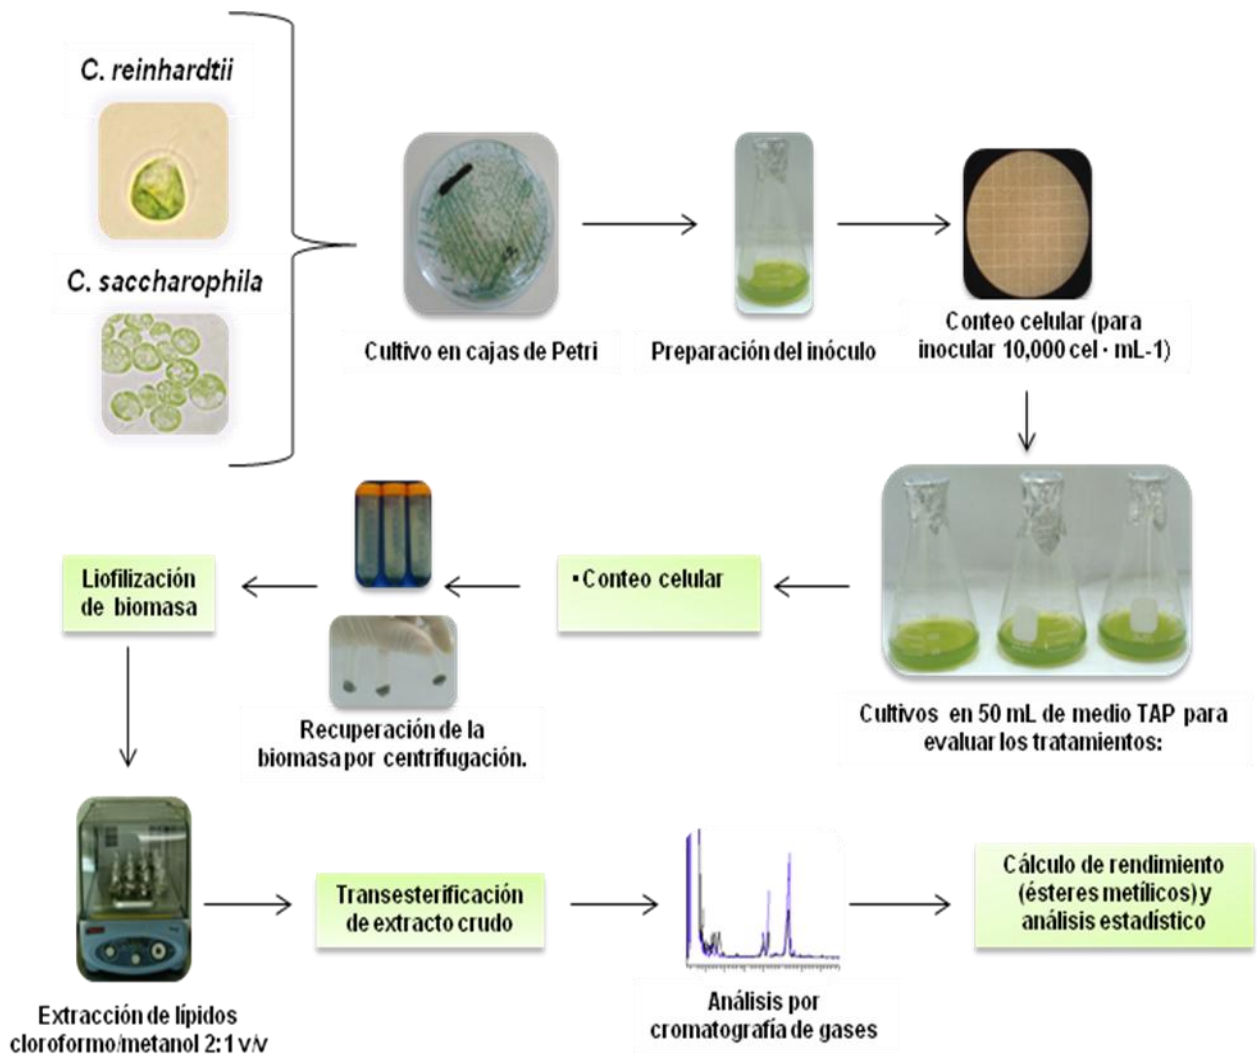 C. reinhardtii
C. saccharophila
Cultivo en cajas de Petri
Preparación del inóculo
Conteo celular (para
inocular 10,000 cel · mL-1)
Cultivos en 50 mL de medio TAP para
evaluar los tratamientos:
▪Conteo celular
Recuperación de la
biomasa por centrifugación.
Liofilización
de biomasa
Extracción de lípidos
cloroformo/metanol 2:1 v/v
Transesterificación
de extracto crudo
Análisis por
cromatografía de gases
Cálculo de rendimiento
(ésteres metílicos) y
análisis estadístico